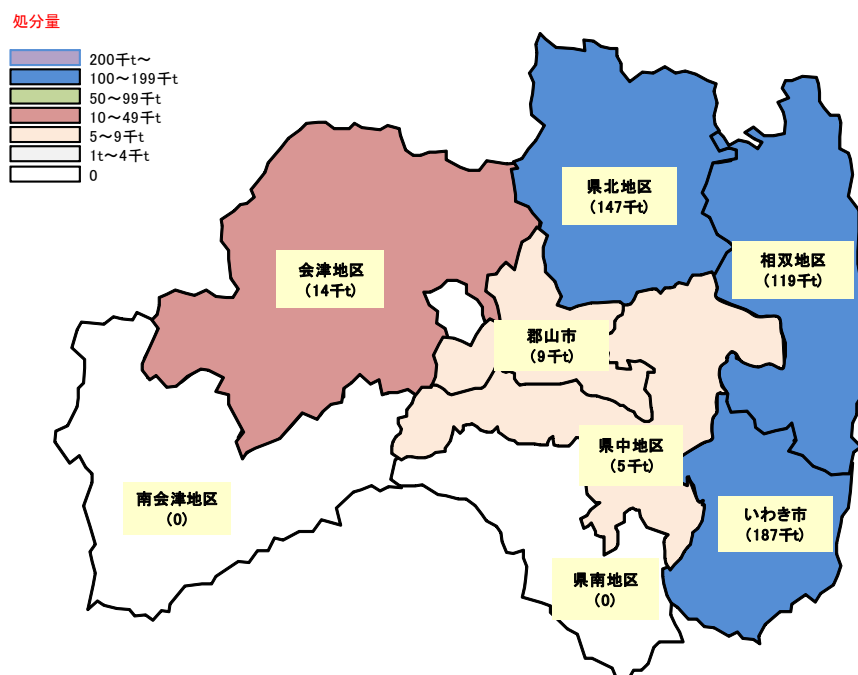 処分量
200千t～
100～199千t
50～99千t
10～49千t
5～9千t
1t～4千t
0
県北地区
(147千t)
相双地区
(119千t)
会津地区
(14千t)
郡山市
(9千t)
県中地区
(5千t)
南会津地区
(0)
いわき市
(187千t)
県南地区
(0)